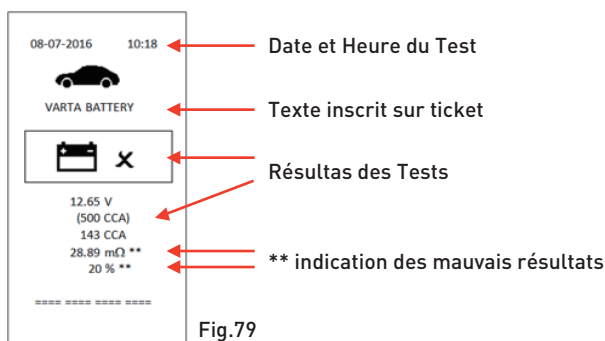 08-07-2016 10:18
Date et Heure du Test
VARTA BATTERY
Texte inscrit sur ticket
Résultas des Tests
12.65 V
(500 CCA)
143 CCA
28.89 mΩ **
20 % **
** indication des mauvais résultats
==== ==== ==== ====
Fig.79